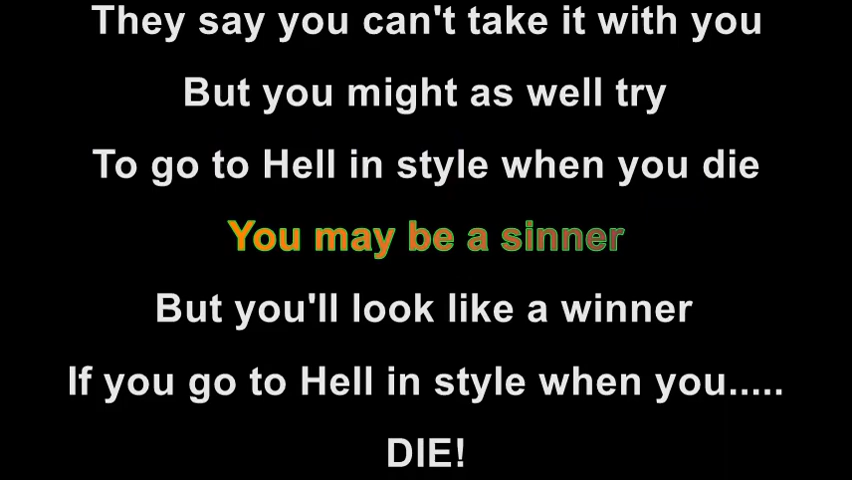 They say you can't take it with you
But you might as well try
To go to Hell in style when you die
You may be a sinner
But you'll look like a winner
If you go to Hell in style when you.....
DIE!